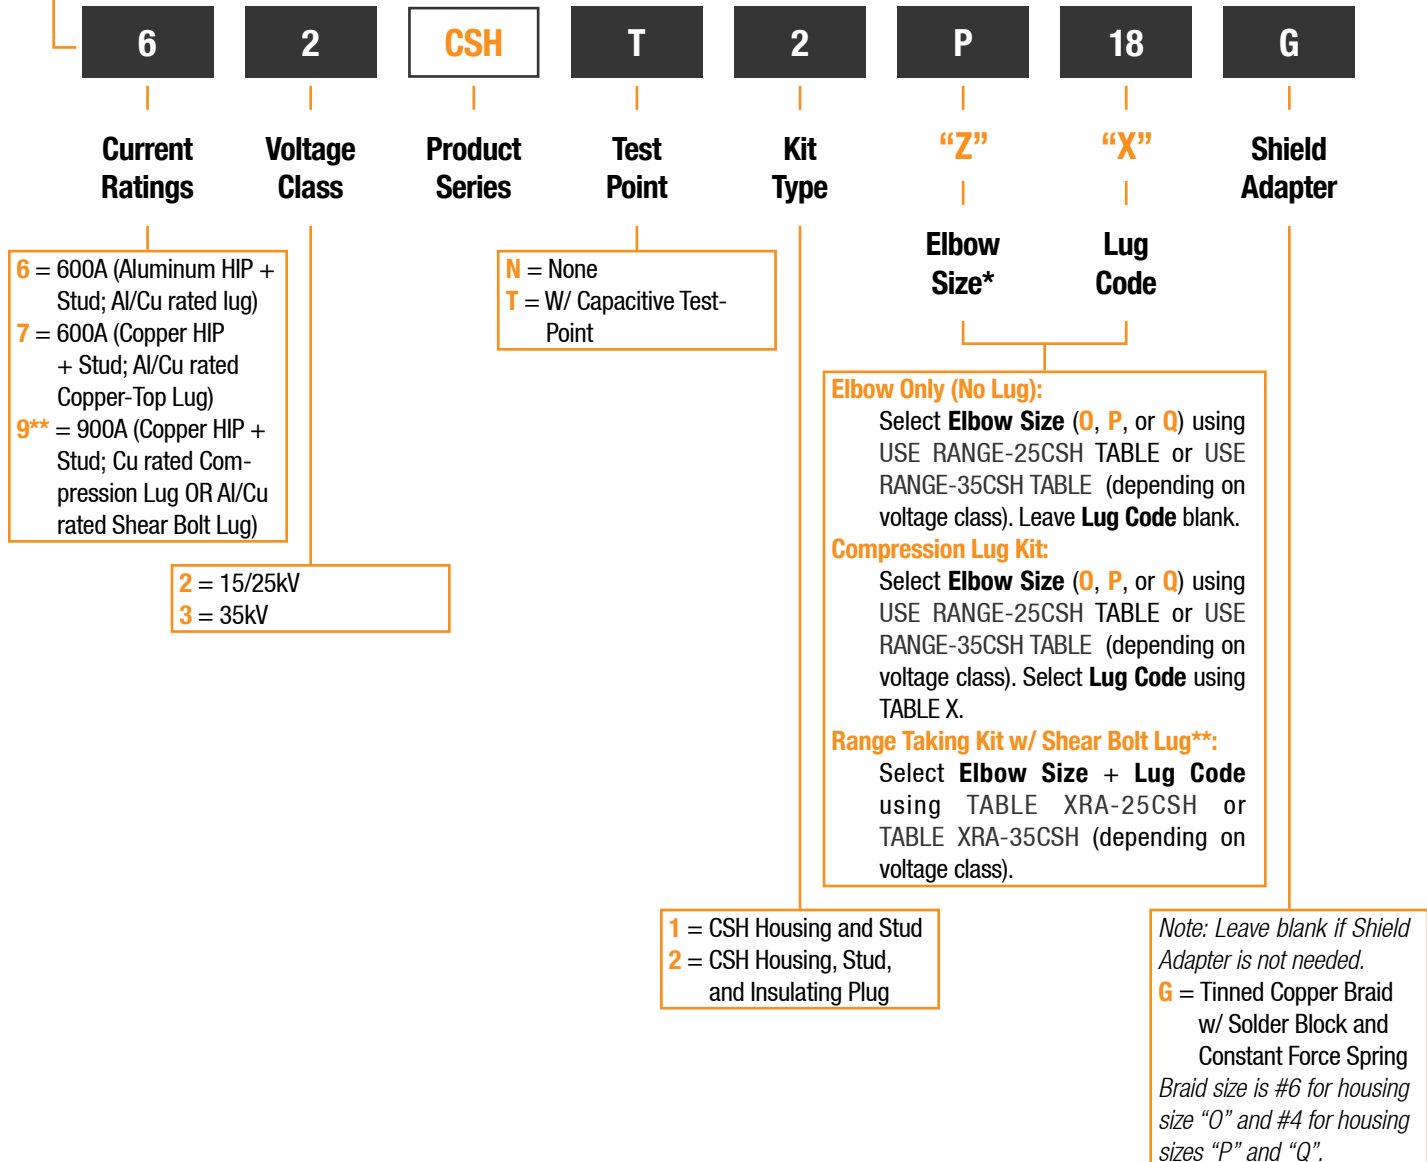 6 2 CSH T 2 P 18 G
Current
Ratings
Voltage
Class
Product
Series
Test
Point
Kit
Type
“Z”
“X”
Shield
Adapter
Elbow
Size*
Lug
Code
6 = 600A (Aluminum HIP +
Stud; Al/Cu rated lug)
7 = 600A (Copper HIP
+ Stud; Al/Cu rated
Copper-Top Lug)
9** = 900A (Copper HIP +
Stud; Cu rated Com-
pression Lug OR Al/Cu
rated Shear Bolt Lug)
2 = 15/25kV
3 = 35kV
N = None
T = W/ Capacitive Test-
Point
Elbow Only (No Lug):
Select Elbow Size (O, P, or Q) using
USE RANGE-25CSH TABLE or USE
RANGE-35CSH TABLE (depending on
voltage class). Leave Lug Code blank.
Compression Lug Kit:
Select Elbow Size (O, P, or Q) using
USE RANGE-25CSH TABLE or USE
RANGE-35CSH TABLE (depending on
voltage class). Select Lug Code using
TABLE X.
Range Taking Kit w/ Shear Bolt Lug**:
Select Elbow Size + Lug Code
using TABLE XRA-25CSH or
TABLE XRA-35CSH (depending on
voltage class).
1 = CSH Housing and Stud
2 = CSH Housing, Stud,
and Insulating Plug
Note: Leave blank if Shield
Adapter is not needed.
G = Tinned Copper Braid
w/ Solder Block and
Constant Force Spring
Braid size is #6 for housing
size “O” and #4 for housing
sizes “P” and “Q”.